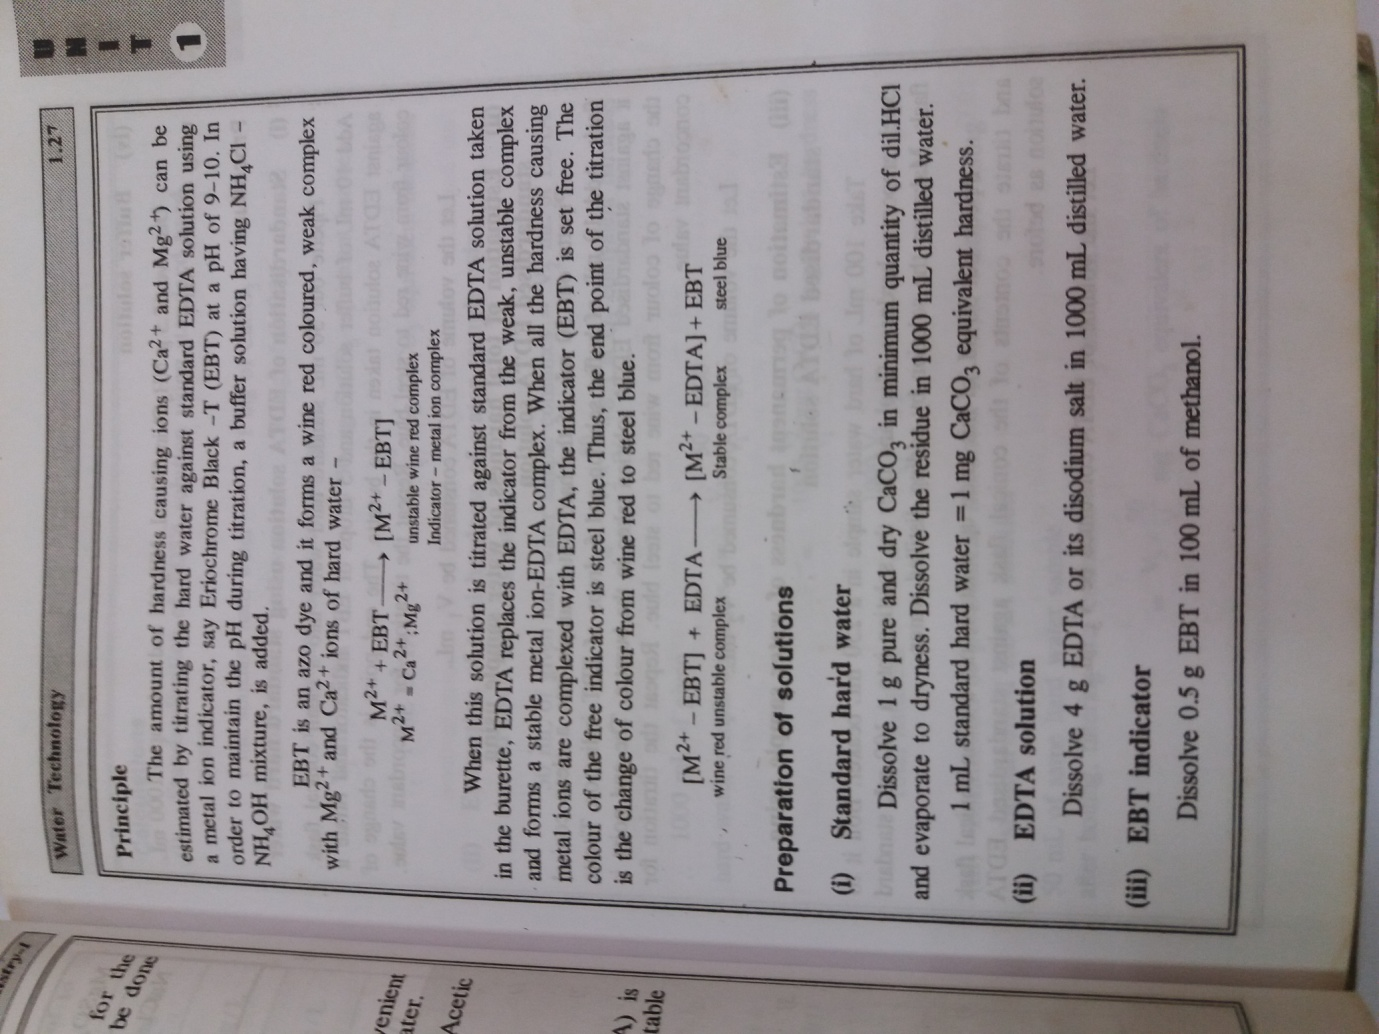 Water Technology 1.27
U
N
I
T
1
Principle
The amount of hardness causing ions (Ca²⁺ and Mg²⁺) can be
estimated by titrating the hard water against standard EDTA solution using
a metal ion indicator, say Eriochrome Black -T (EBT) at a pH of 9-10. In
order to maintain the pH during titration, a buffer solution having NH₄Cl –
NH₄OH mixture, is added.
EBT is an azo dye and it forms a wine red coloured, weak complex
with Mg²⁺ and Ca²⁺ ions of hard water –
M²⁺ + EBT ⟶ [M²⁺ – EBT]
M²⁺ = Ca²⁺; Mg²⁺ unstable wine red complex
Indicator – metal ion complex
When this solution is titrated against standard EDTA solution taken
in the burette, EDTA replaces the indicator from the weak, unstable complex
and forms a stable metal ion-EDTA complex. When all the hardness causing
metal ions are complexed with EDTA, the indicator (EBT) is set free. The
colour of the free indicator is steel blue. Thus, the end point of the titration
is the change of colour from wine red to steel blue.
[M²⁺ – EBT] + EDTA ⟶ [M²⁺ – EDTA] + EBT
wine red unstable complex Stable complex steel blue
Preparation of solutions
(i) Standard hard water
Dissolve 1 g pure and dry CaCO₃ in minimum quantity of dil.HCl
and evaporate to dryness. Dissolve the residue in 1000 mL distilled water.
1 mL standard hard water = 1 mg CaCO₃ equivalent hardness.
(ii) EDTA solution
Dissolve 4 g EDTA or its disodium salt in 1000 mL distilled water.
(iii) EBT indicator
Dissolve 0.5 g EBT in 100 mL of methanol.
for the
be done
venient
ater.
Acetic
A) is
table